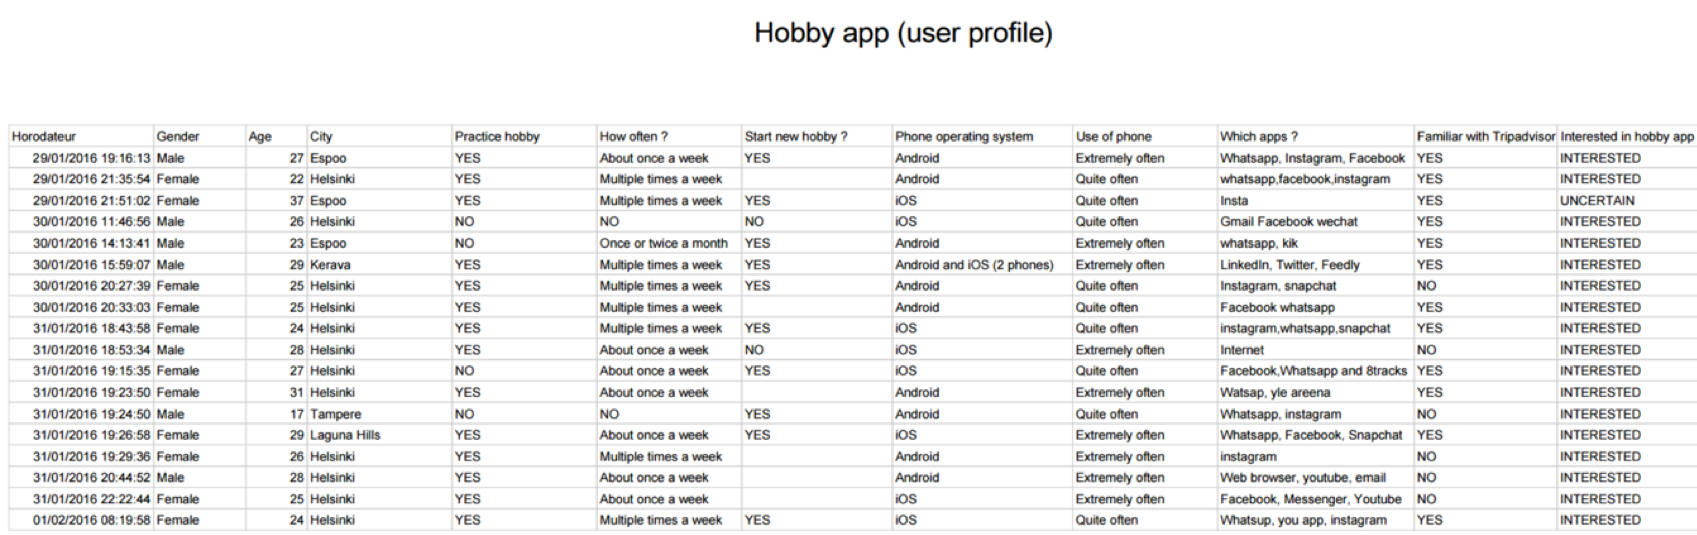 Hobby app (user profile)
Horodateur Gender Age City Practice hobby How often ? Start new hobby ? Phone operating system Use of phone Which apps ? Familiar with Tripadvisor Interested in hobby app
29/01/2016 19:16:13 Male 27 Espoo YES About once a week YES Android Extremely often Whatsapp, Instagram, Facebook YES INTERESTED
29/01/2016 21:35:54 Female 22 Helsinki YES Multiple times a week Android Quite often whatsapp,facebook,instagram YES INTERESTED
29/01/2016 21:51:02 Female 37 Espoo YES Multiple times a week YES iOS Quite often Insta YES UNCERTAIN
30/01/2016 11:46:56 Male 26 Helsinki NO NO NO iOS Quite often Gmail Facebook wechat YES INTERESTED
30/01/2016 14:13:41 Male 23 Espoo NO Once or twice a month YES Android Extremely often whatsapp, kik YES INTERESTED
30/01/2016 15:59:07 Male 29 Kerava YES Multiple times a week YES Android and iOS (2 phones) Extremely often LinkedIn, Twitter, Feedly YES INTERESTED
30/01/2016 20:27:39 Female 25 Helsinki YES Multiple times a week YES Android Quite often Instagram, snapchat NO INTERESTED
30/01/2016 20:33:03 Female 25 Helsinki YES Multiple times a week Android Quite often Facebook whatsapp YES INTERESTED
31/01/2016 18:43:58 Female 24 Helsinki YES Multiple times a week YES iOS Quite often instagram,whatsapp,snapchat YES INTERESTED
31/01/2016 18:53:34 Male 28 Helsinki YES About once a week NO iOS Extremely often Internet NO INTERESTED
31/01/2016 19:15:35 Female 27 Helsinki NO About once a week YES iOS Quite often Facebook,Whatsapp and 8tracks YES INTERESTED
31/01/2016 19:23:50 Female 31 Helsinki YES About once a week Android Extremely often Watsap, yle areena YES INTERESTED
31/01/2016 19:24:50 Male 17 Tampere NO NO YES Android Quite often Whatsapp, instagram NO INTERESTED
31/01/2016 19:26:58 Female 29 Laguna Hills YES About once a week YES iOS Extremely often Whatsapp, Facebook, Snapchat YES INTERESTED
31/01/2016 19:29:36 Female 26 Helsinki YES Multiple times a week Android Extremely often instagram NO INTERESTED
31/01/2016 20:44:52 Male 28 Helsinki YES About once a week Android Extremely often Web browser, youtube, email NO INTERESTED
31/01/2016 22:22:44 Female 25 Helsinki YES About once a week iOS Extremely often Facebook, Messenger, Youtube NO INTERESTED
01/02/2016 08:19:58 Female 24 Helsinki YES Multiple times a week YES iOS Quite often Whatsup, you app, instagram YES INTERESTED